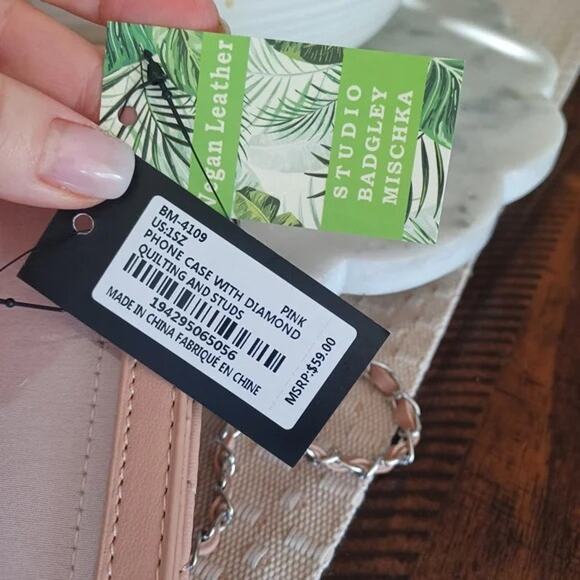 Vegan Leather
STUDIO
BADGLEY
MISCHKA
BM-4109
US:1SZ
PINK
PHONE CASE WITH DIAMOND
QUILTING AND STUDS
194295065056
MADE IN CHINA FABRIQUÉ EN CHINE
MSRP:$59.00